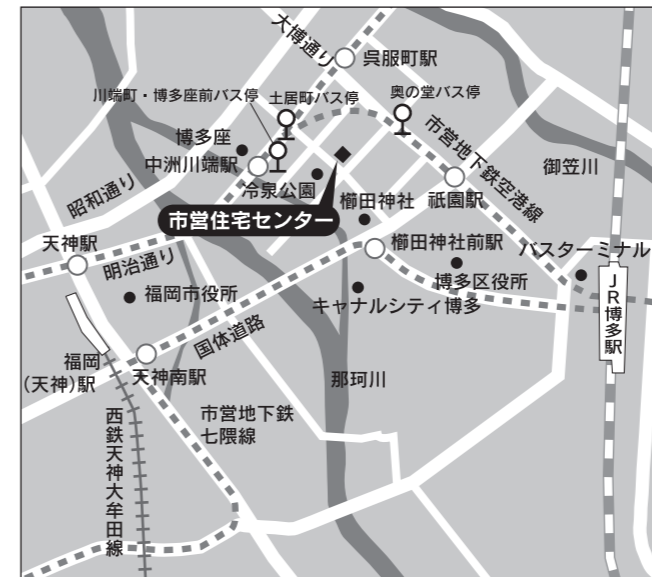 大博通り
呉服町駅
川端町・博多座前バス停
土居町バス停
奥の堂バス停
博多座
中洲川端駅
市営地下鉄空港線
御笠川
昭和通り
冷泉公園
櫛田神社
祇園駅
市営住宅センター
天神駅
明治通り
櫛田神社前駅
バスターミナル
福岡市役所
博多区役所
キャナルシティ博多
JR博多駅
国体道路
福岡
(天神)駅
天神南駅
那珂川
西鉄天神大牟田線
市営地下鉄
七隈線